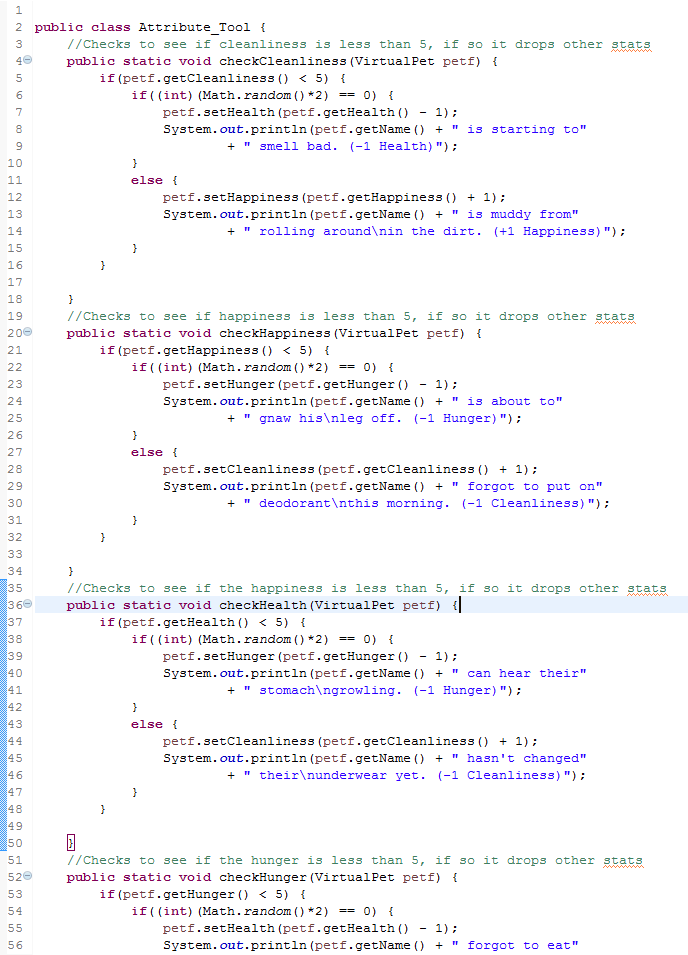 1
2 public class Attribute_Tool {
3     //Checks to see if cleanliness is less than 5, if so it drops other stats
4     public static void checkCleanliness(VirtualPet petf) {
5         if(petf.getCleanliness() < 5) {
6             if((int)(Math.random()*2) == 0) {
7                 petf.setHealth(petf.getHealth() - 1);
8                 System.out.println(petf.getName() + " is starting to"
9                         + " smell bad. (-1 Health)");
10             }
11             else {
12                 petf.setHappiness(petf.getHappiness() + 1);
13                 System.out.println(petf.getName() + " is muddy from"
14                         + " rolling around\nin the dirt. (+1 Happiness)");
15             }
16         }
17
18     }
19     //Checks to see if happiness is less than 5, if so it drops other stats
20     public static void checkHappiness(VirtualPet petf) {
21         if(petf.getHappiness() < 5) {
22             if((int)(Math.random()*2) == 0) {
23                 petf.setHunger(petf.getHunger() - 1);
24                 System.out.println(petf.getName() + " is about to"
25                         + " gnaw his\nleg off. (-1 Hunger)");
26             }
27             else {
28                 petf.setCleanliness(petf.getCleanliness() + 1);
29                 System.out.println(petf.getName() + " forgot to put on"
30                         + " deodorant\nthis morning. (-1 Cleanliness)");
31             }
32         }
33
34     }
35     //Checks to see if the happiness is less than 5, if so it drops other stats
36     public static void checkHealth(VirtualPet petf) {
37         if(petf.getHealth() < 5) {
38             if((int)(Math.random()*2) == 0) {
39                 petf.setHunger(petf.getHunger() - 1);
40                 System.out.println(petf.getName() + " can hear their"
41                         + " stomach\ngrowling. (-1 Hunger)");
42             }
43             else {
44                 petf.setCleanliness(petf.getCleanliness() + 1);
45                 System.out.println(petf.getName() + " hasn't changed"
46                         + " their\nunderwear yet. (-1 Cleanliness)");
47             }
48         }
49
50     }
51     //Checks to see if the hunger is less than 5, if so it drops other stats
52     public static void checkHunger(VirtualPet petf) {
53         if(petf.getHunger() < 5) {
54             if((int)(Math.random()*2) == 0) {
55                 petf.setHealth(petf.getHealth() - 1);
56                 System.out.println(petf.getName() + " forgot to eat"